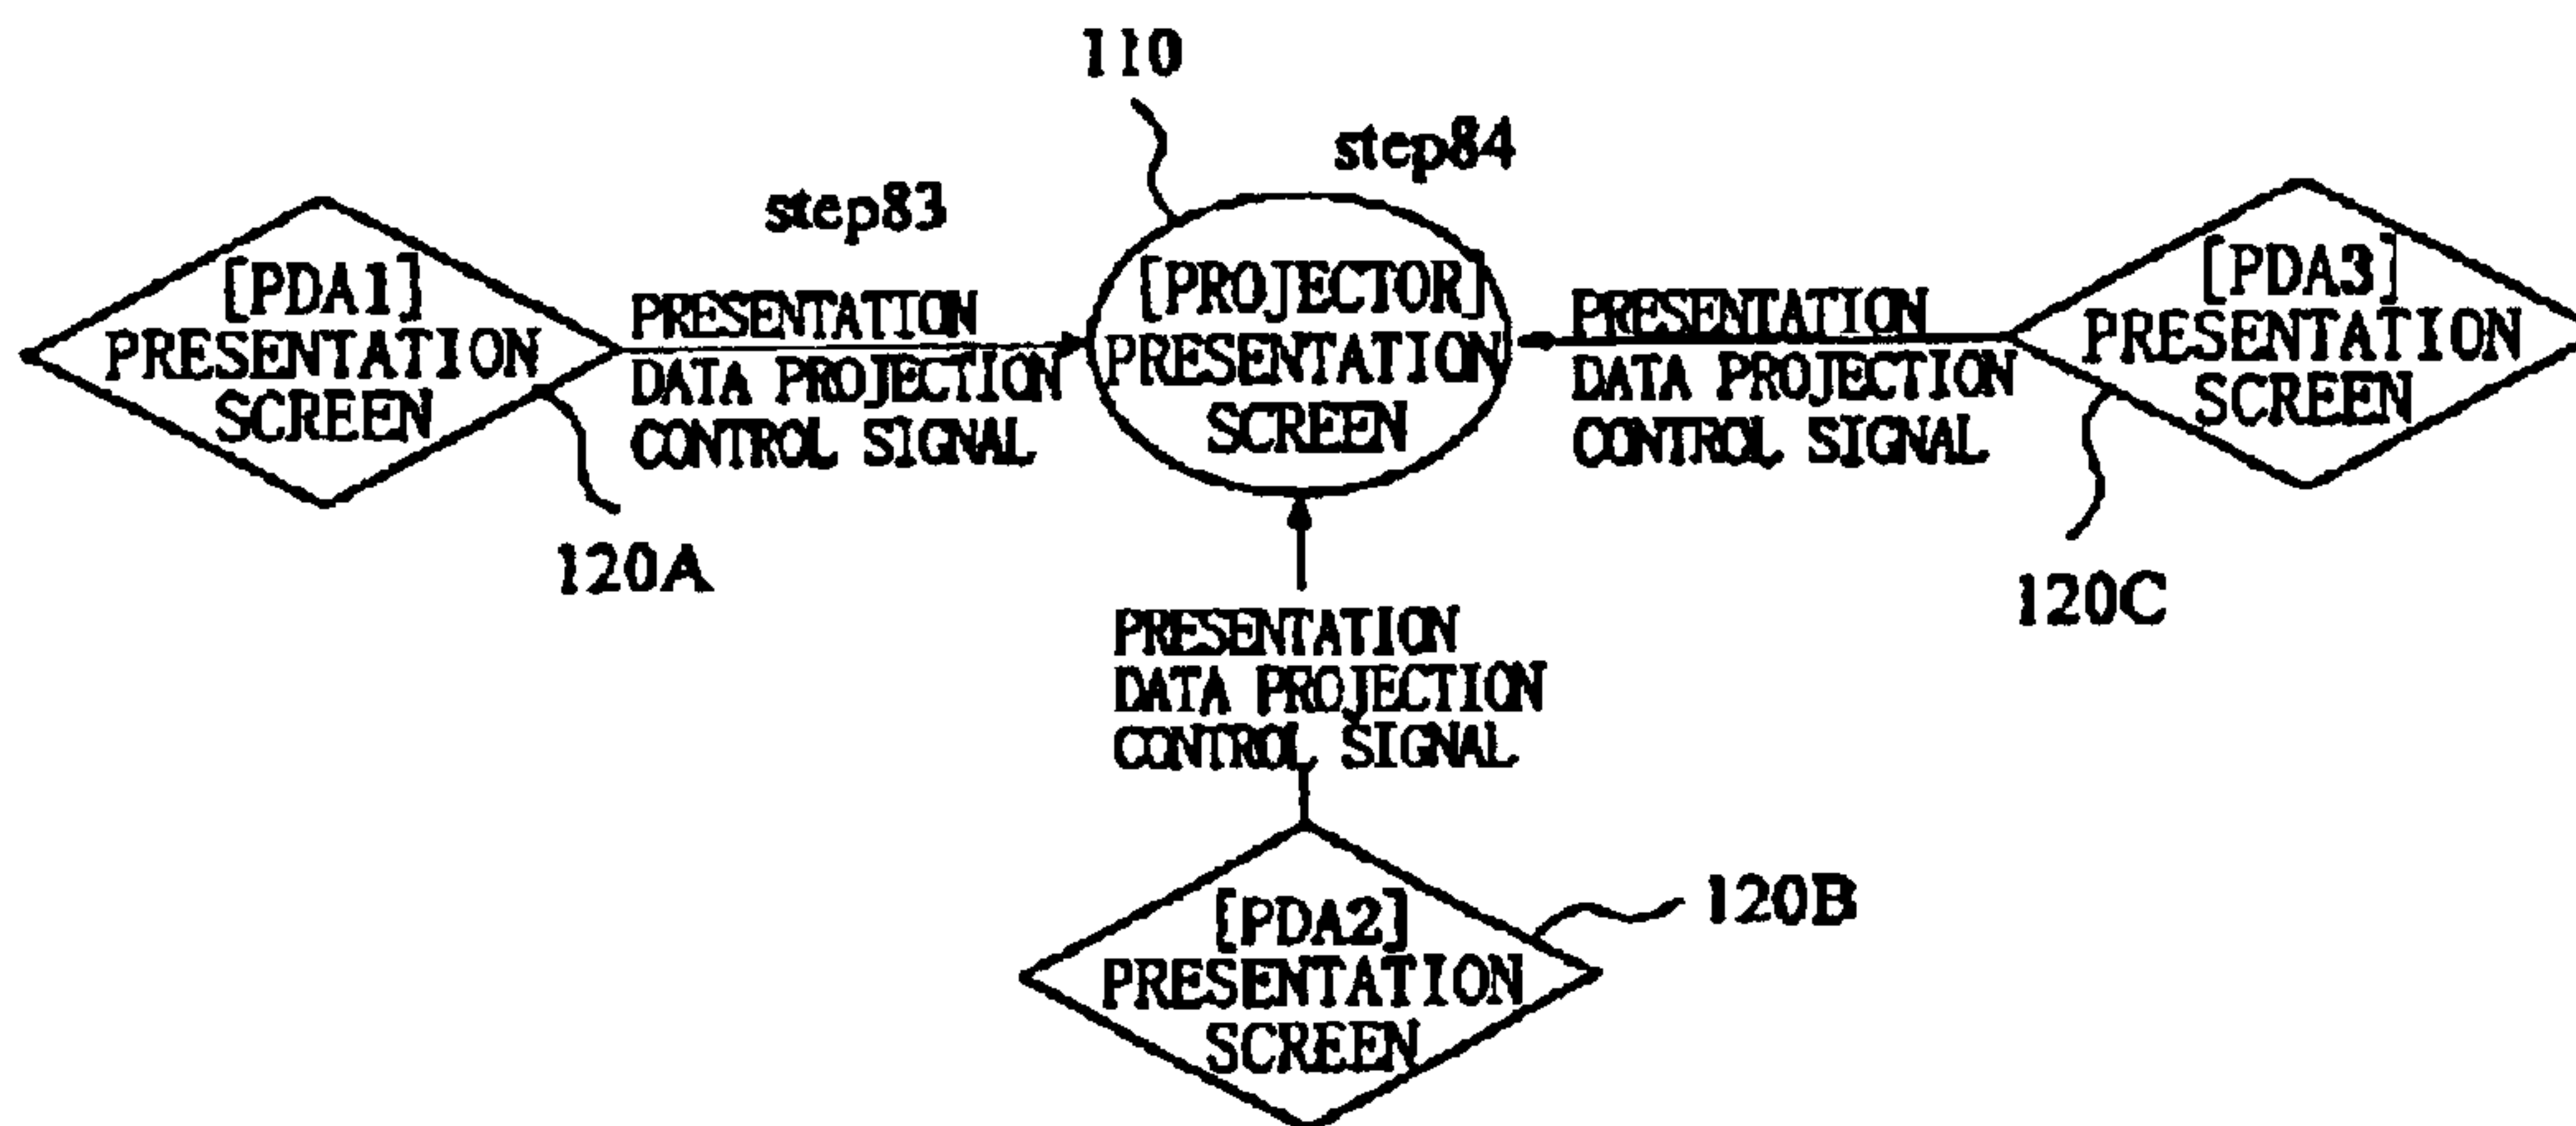 110
step84
step83
[PDA1]
PRESENTATION
SCREEN
PRESENTATION
DATA PROJECTION
CONTROL SIGNAL
[PROJECTOR]
PRESENTATION
SCREEN
PRESENTATION
DATA PROJECTION
CONTROL SIGNAL
[PDA3]
PRESENTATION
SCREEN
120A
120C
PRESENTATION
DATA PROJECTION
CONTROL SIGNAL
120B
[PDA2]
PRESENTATION
SCREEN